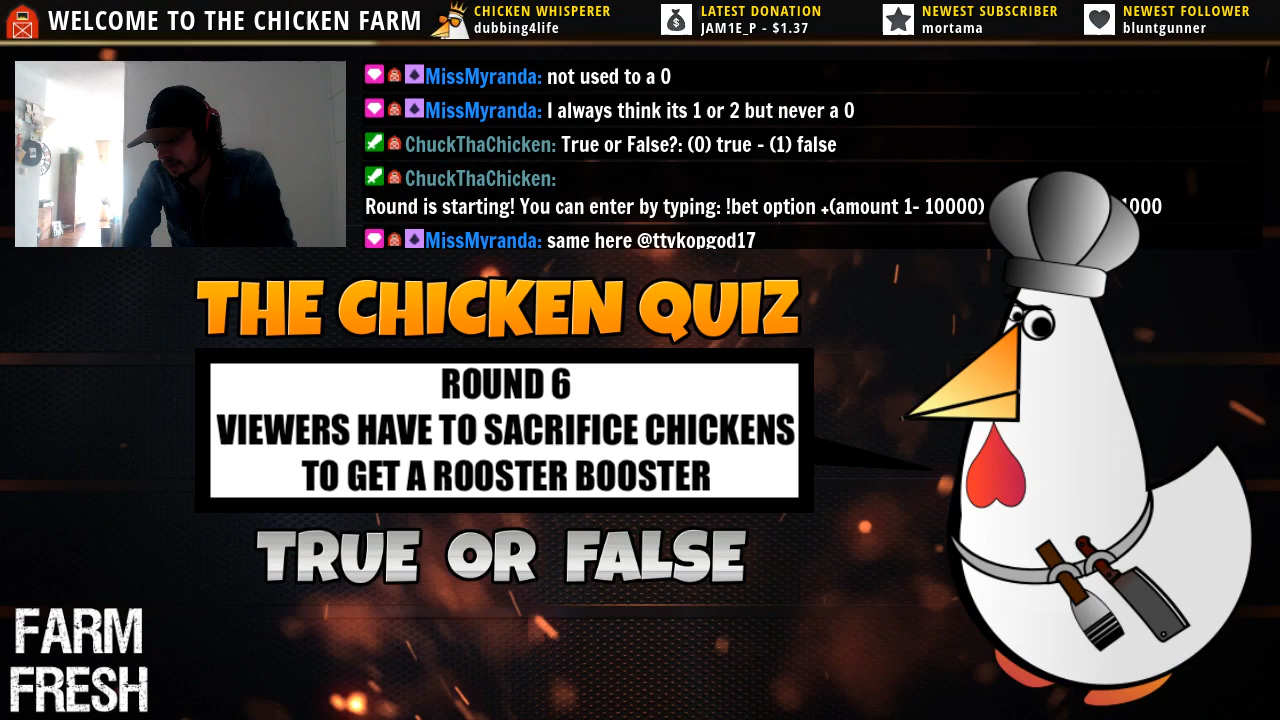 WELCOME TO THE CHICKEN FARM
CHICKEN WHISPERER
dubbing4life
LATEST DONATION
JAM1E_P - $1.37
NEWEST SUBSCRIBER
mortama
NEWEST FOLLOWER
bluntgunner
MissMyranda: not used to a 0
MissMyranda: I always think its 1 or 2 but never a 0
ChuckThaChicken: True or False?: (0) true - (1) false
ChuckThaChicken:
Round is starting! You can enter by typing: !bet option +(amount 1- 10000) 1000
MissMyranda: same here @ttvkopgod17
THE CHICKEN QUIZ
ROUND 6
VIEWERS HAVE TO SACRIFICE CHICKENS
TO GET A ROOSTER BOOSTER
TRUE OR FALSE
FARM
FRESH